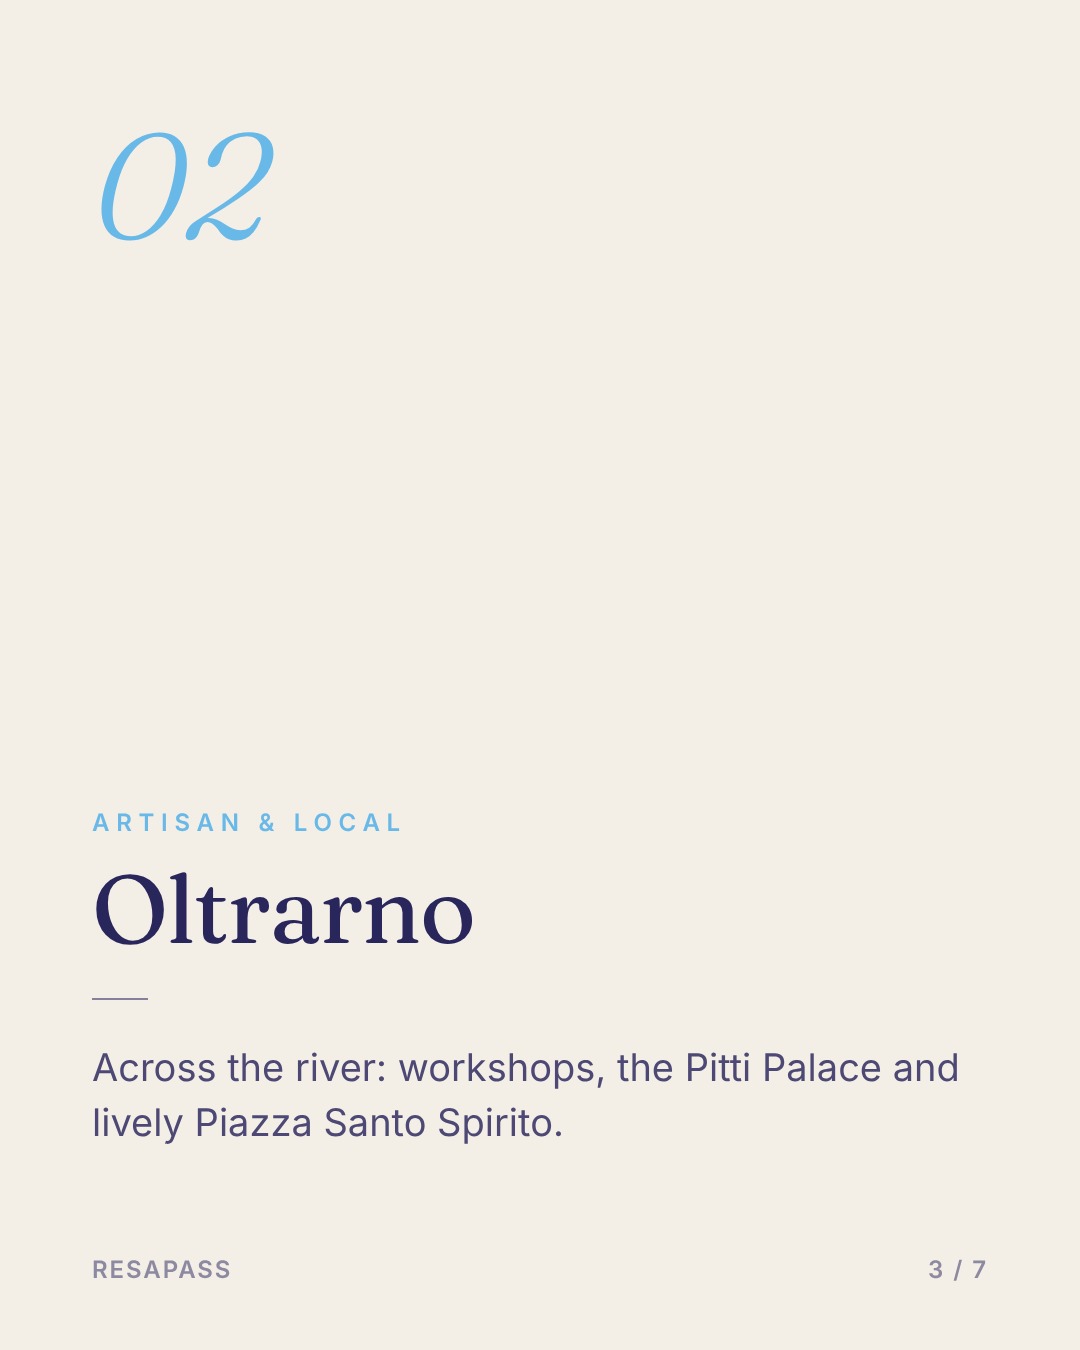 02
ARTISAN & LOCAL
Oltrarno
Across the river: workshops, the Pitti Palace and
lively Piazza Santo Spirito.
RESAPASS
3 / 7